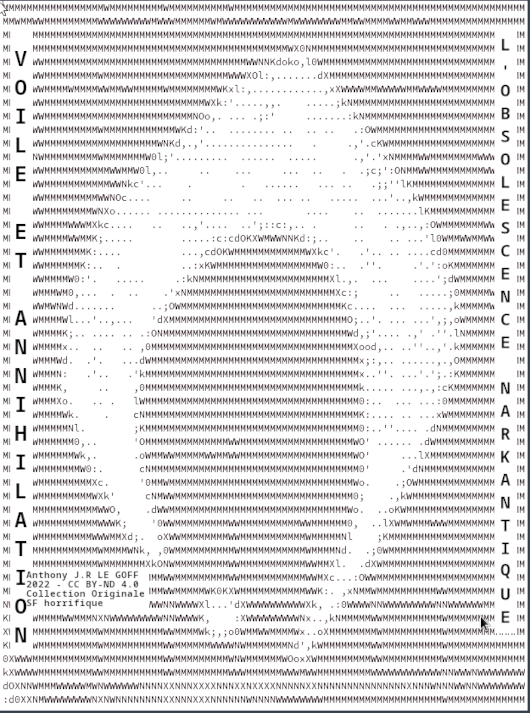 VOILE ET ANNIHILATION
L'OBSOLESCENCE NARKANTIQUE
Anthony J.R LE GOFF
2022 - CC BY-ND 4.0
Collection Originale
SF horrifique